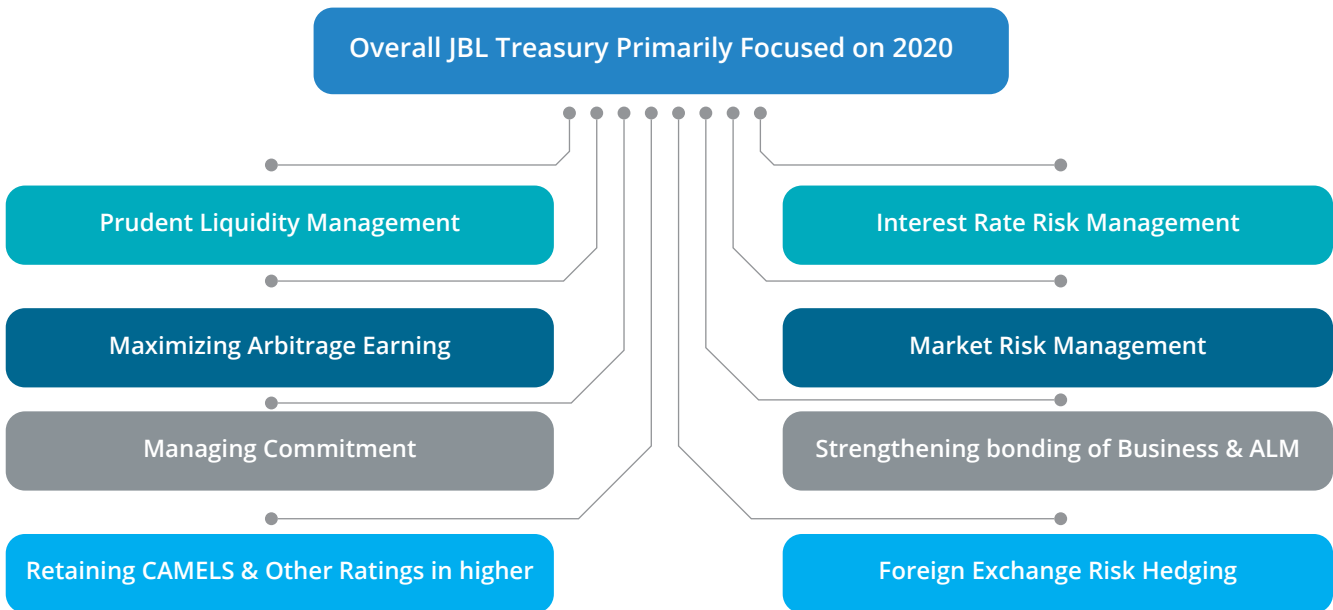 Overall JBL Treasury Primarily Focused on 2020
Prudent Liquidity Management
Interest Rate Risk Management
Maximizing Arbitrage Earning
Market Risk Management
Managing Commitment
Strengthening bonding of Business & ALM
Retaining CAMELS & Other Ratings in higher
Foreign Exchange Risk Hedging